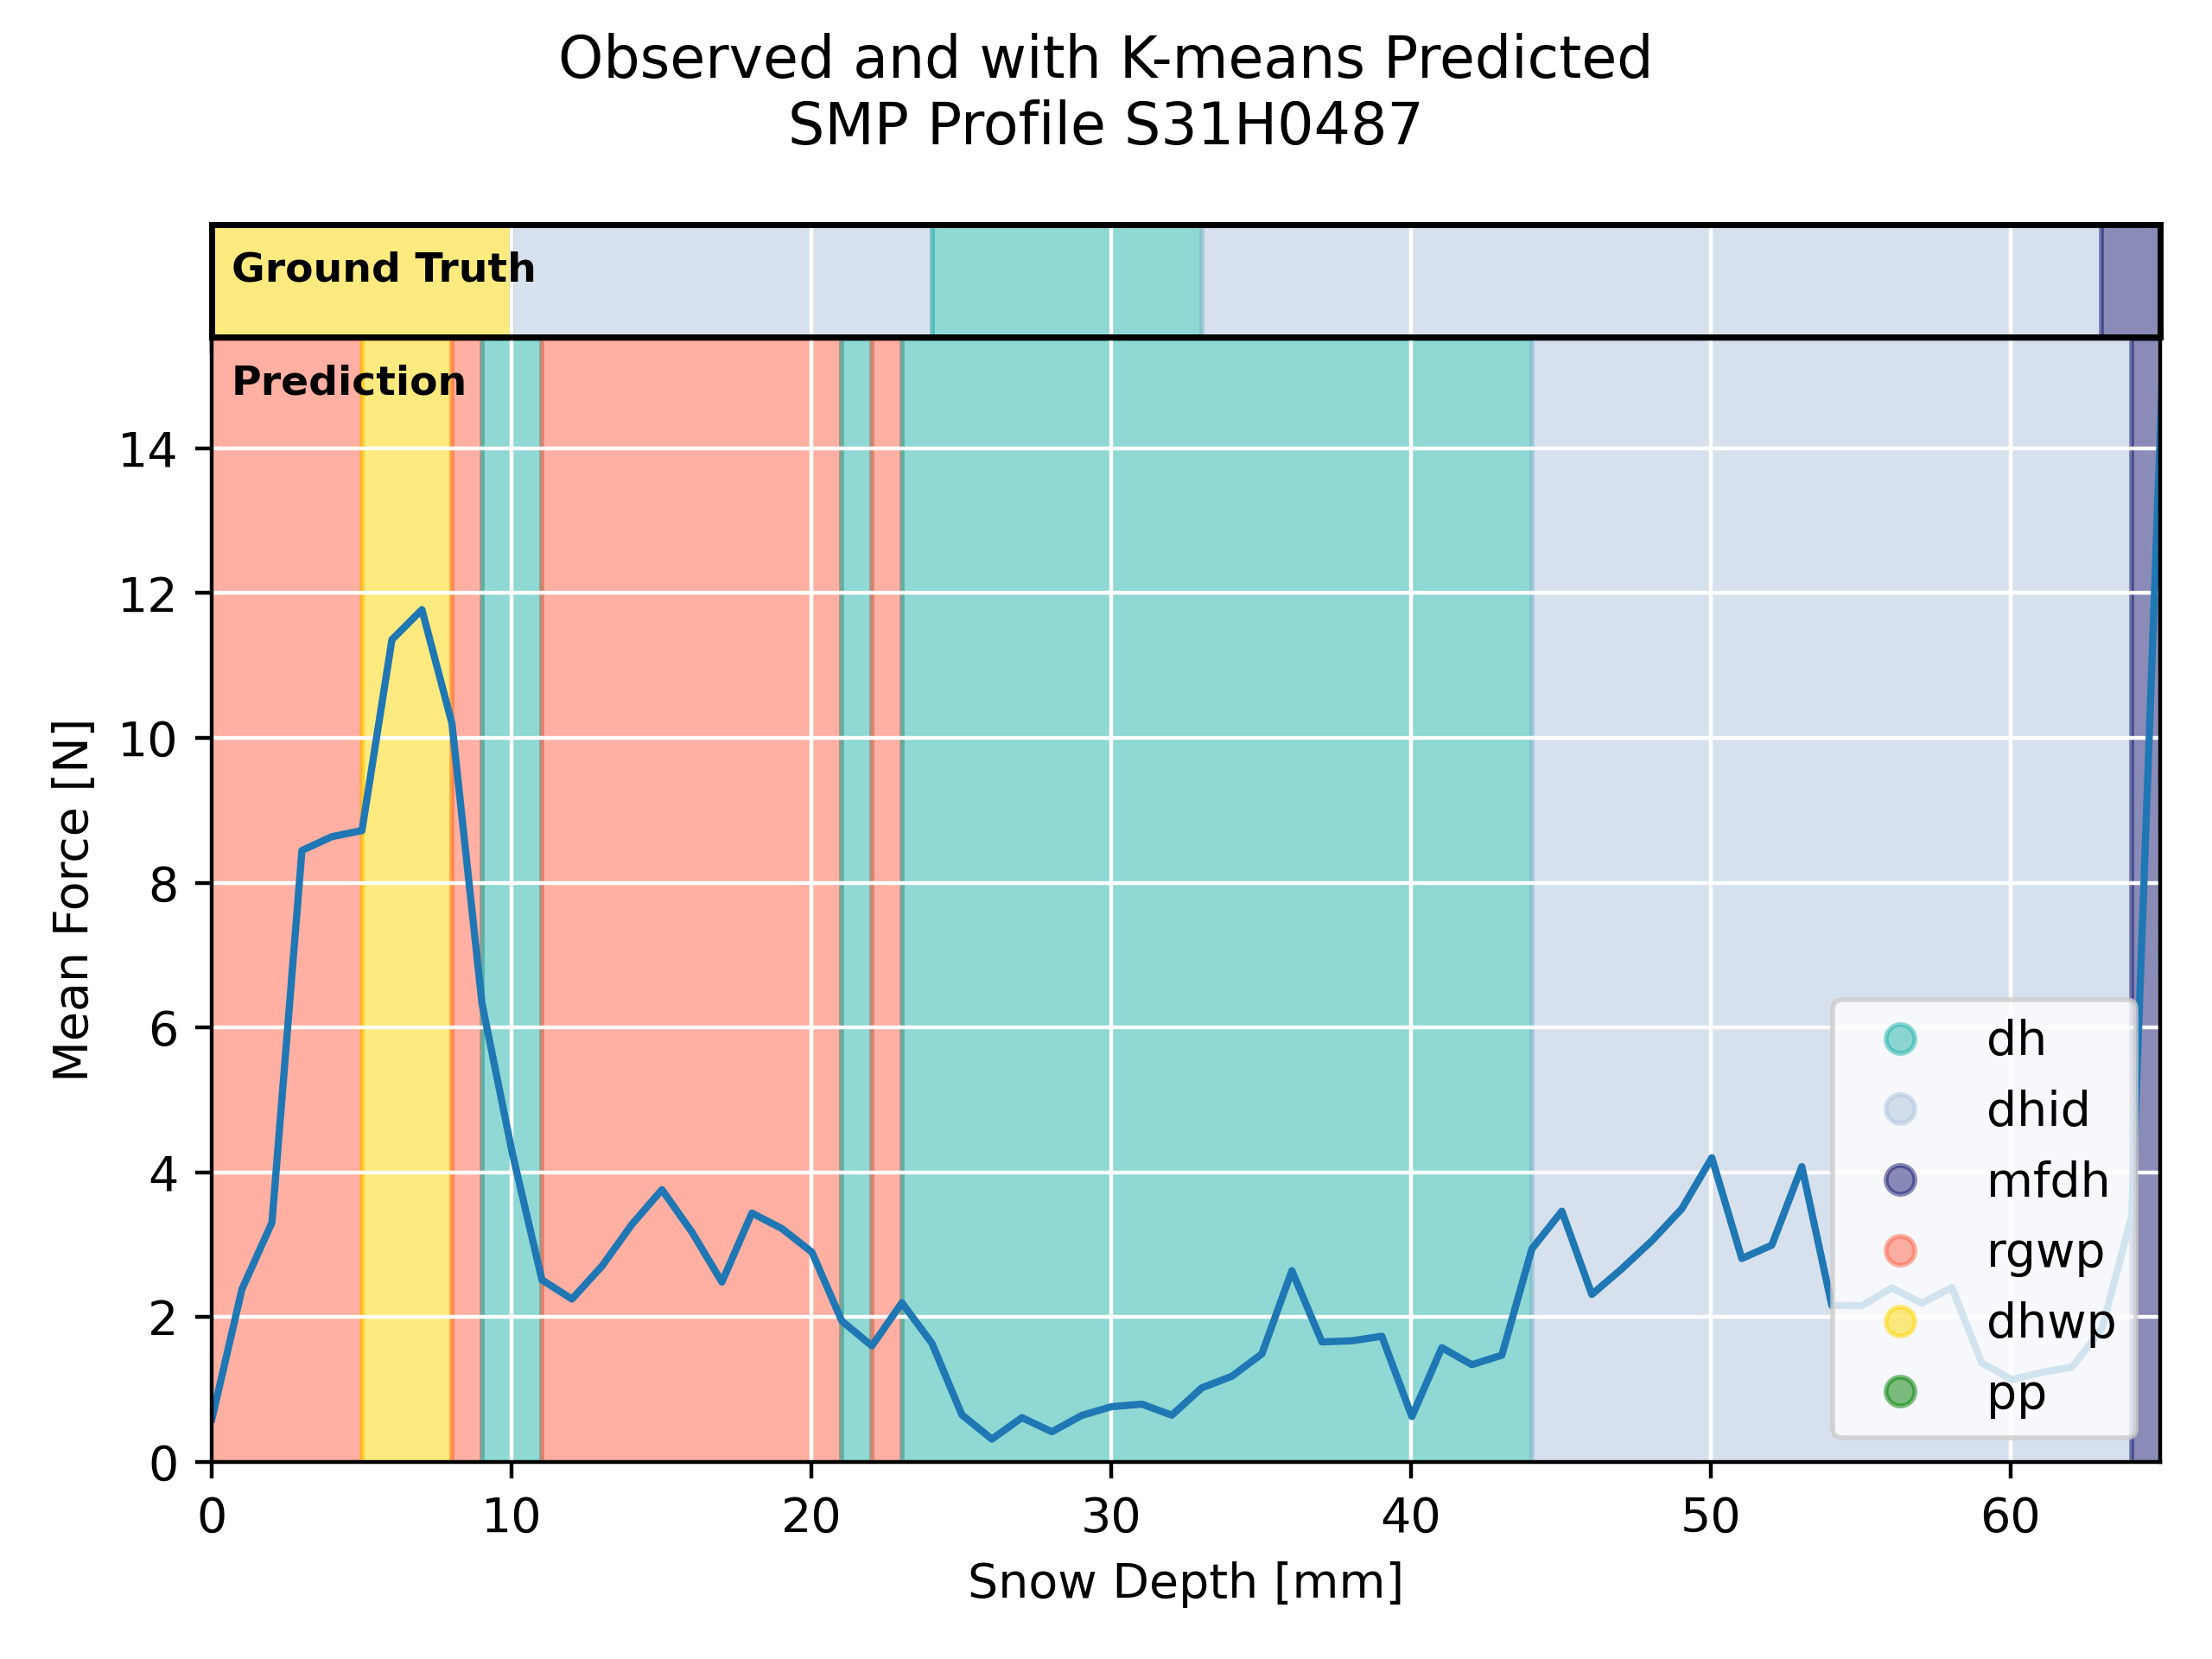 Observed and with K-means Predicted
SMP Profile S31H0487
Ground Truth
Prediction
14
12
10
8
6
4
2
0
Mean Force [N]
dh
dhid
mfdh
rgwp
dhwp
pp
0 10 20 30 40 50 60
Snow Depth [mm]